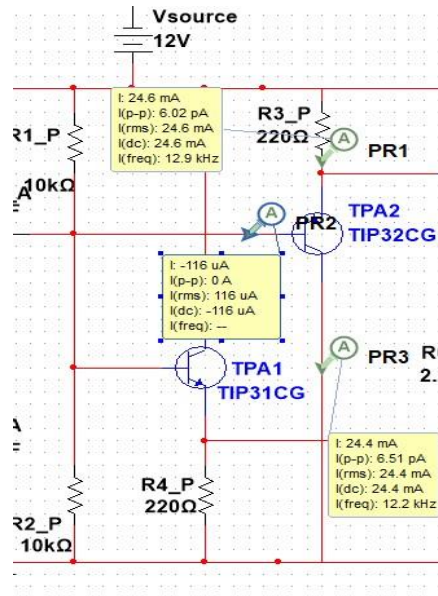 Vsource
12V
I: 24.6 mA
I(p-p): 6.02 pA
I(rms): 24.6 mA
I(dc): 24.6 mA
I(freq): 12.9 kHz
R3_P
220Ω
A
PR1
R1_P
10kΩ
A
PR2
TPA2
TIP32CG
I: -116 uA
I(p-p): 0 A
I(rms): 116 uA
I(dc): -116 uA
I(freq): --
TPA1
TIP31CG
A
PR3
2.
I: 24.4 mA
I(p-p): 6.51 pA
I(rms): 24.4 mA
I(dc): 24.4 mA
I(freq): 12.2 kHz
R4_P
220Ω
R2_P
10kΩ